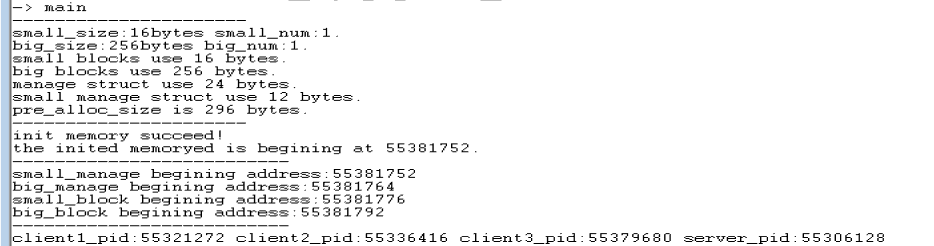 -> main
----------------------
small_size:16bytes small_num:1.
big_size:256bytes big_num:1.
small blocks use 16 bytes.
big blocks use 256 bytes.
manage struct use 24 bytes.
small manage struct use 12 bytes.
pre_alloc_size is 296 bytes.
----------------------
init memory succeed!
the inited memoryed is begining at 55381752.
--------------------------
small_manage begining address:55381752
big_manage begining address:55381764
small_block begining address:55381776
big_block begining address:55381792
--------------------------
client1_pid:55321272 client2_pid:55336416 client3_pid:55379680 server_pid:55306128